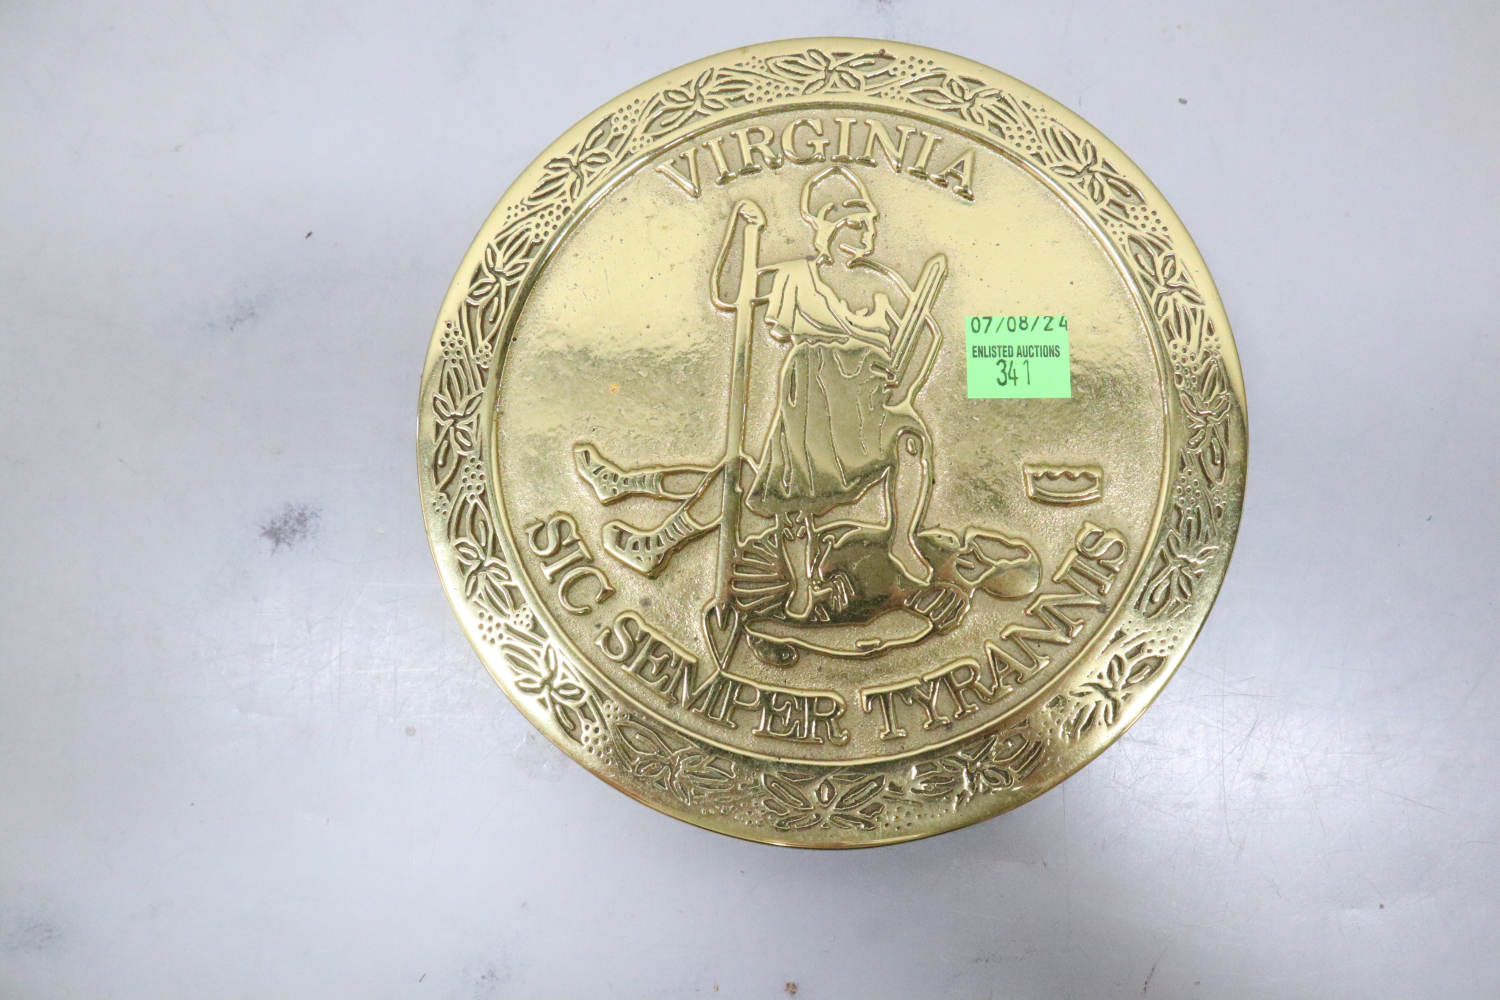 VIRGINIA
07/08/24
ENLISTED AUCTIONS
341
SIC SEMPER TYRANNIS